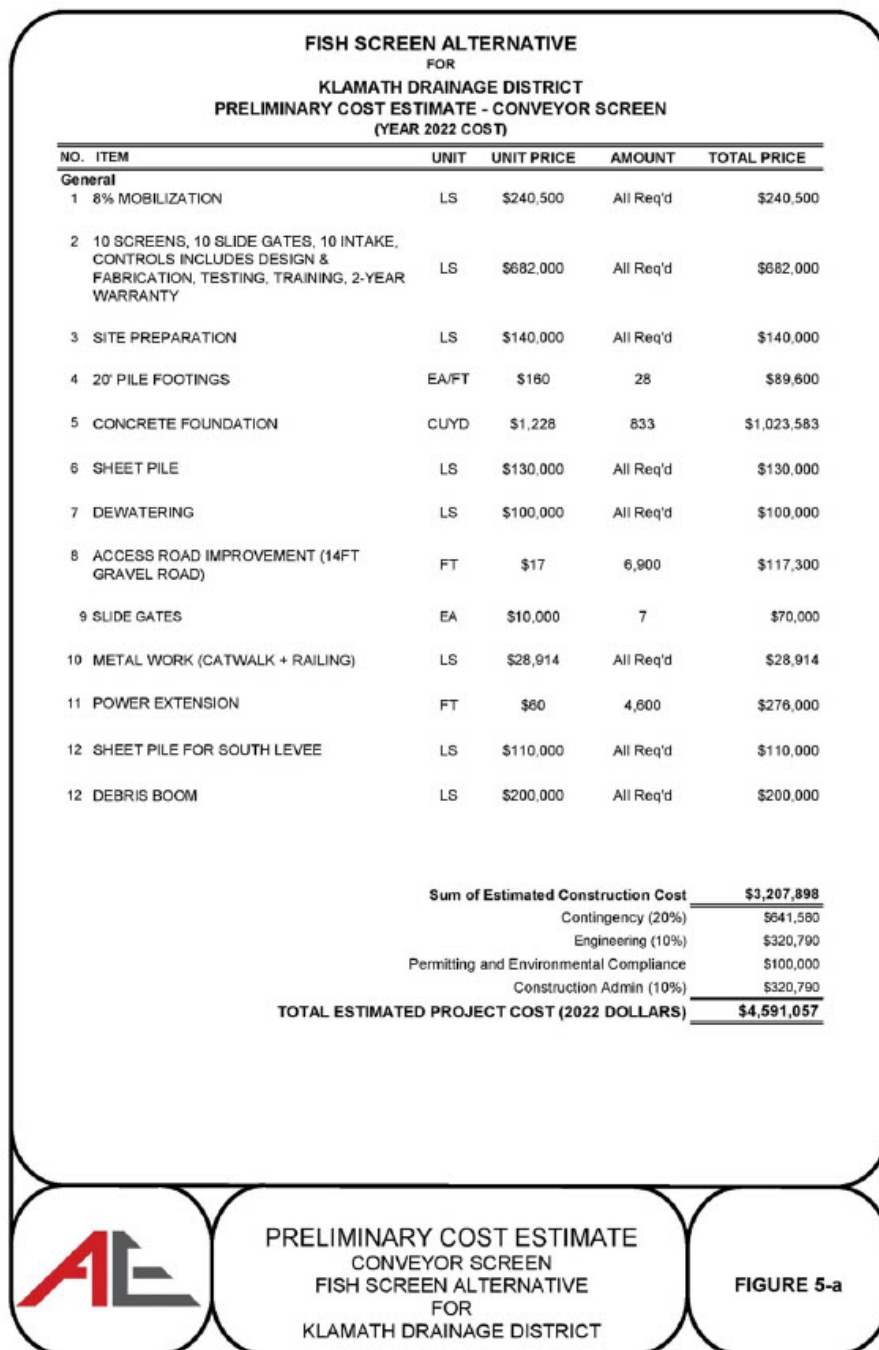 FISH SCREEN ALTERNATIVE
FOR
KLAMATH DRAINAGE DISTRICT
PRELIMINARY COST ESTIMATE - CONVEYOR SCREEN
(YEAR 2022 COST)
NO. ITEM UNIT UNIT PRICE AMOUNT TOTAL PRICE
General
1 8% MOBILIZATION LS $240,500 All Req'd $240,500
2 10 SCREENS, 10 SLIDE GATES, 10 INTAKE,
CONTROLS INCLUDES DESIGN &
FABRICATION, TESTING, TRAINING, 2-YEAR
WARRANTY LS $682,000 All Req'd $682,000
3 SITE PREPARATION LS $140,000 All Req'd $140,000
4 20' PILE FOOTINGS EA/FT $160 28 $89,600
5 CONCRETE FOUNDATION CUYD $1,228 833 $1,023,583
6 SHEET PILE LS $130,000 All Req'd $130,000
7 DEWATERING LS $100,000 All Req'd $100,000
8 ACCESS ROAD IMPROVEMENT (14FT
GRAVEL ROAD) FT $17 6,900 $117,300
9 SLIDE GATES EA $10,000 7 $70,000
10 METAL WORK (CATWALK + RAILING) LS $28,914 All Req'd $28,914
11 POWER EXTENSION FT $60 4,600 $276,000
12 SHEET PILE FOR SOUTH LEVEE LS $110,000 All Req'd $110,000
12 DEBRIS BOOM LS $200,000 All Req'd $200,000
Sum of Estimated Construction Cost $3,207,898
Contingency (20%) $641,580
Engineering (10%) $320,790
Permitting and Environmental Compliance $100,000
Construction Admin (10%) $320,790
TOTAL ESTIMATED PROJECT COST (2022 DOLLARS) $4,591,057
AE
PRELIMINARY COST ESTIMATE
CONVEYOR SCREEN
FISH SCREEN ALTERNATIVE
FOR
KLAMATH DRAINAGE DISTRICT
FIGURE 5-a